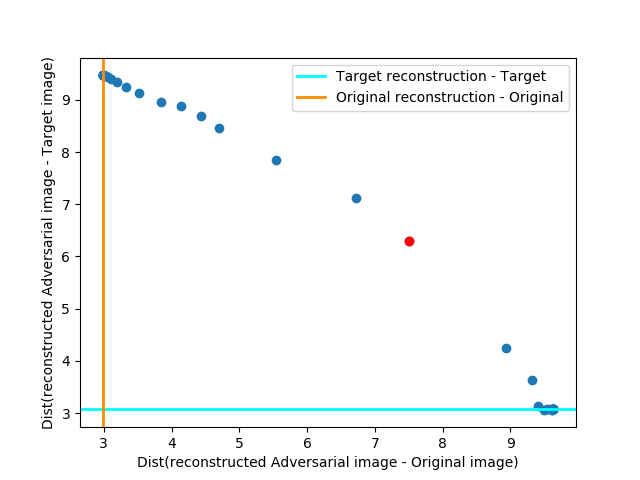 Target reconstruction - Target
Original reconstruction - Original
Dist(reconstructed Adversarial image - Target image)
9
8
7
6
5
4
3
3 4 5 6 7 8 9
Dist(reconstructed Adversarial image - Original image)